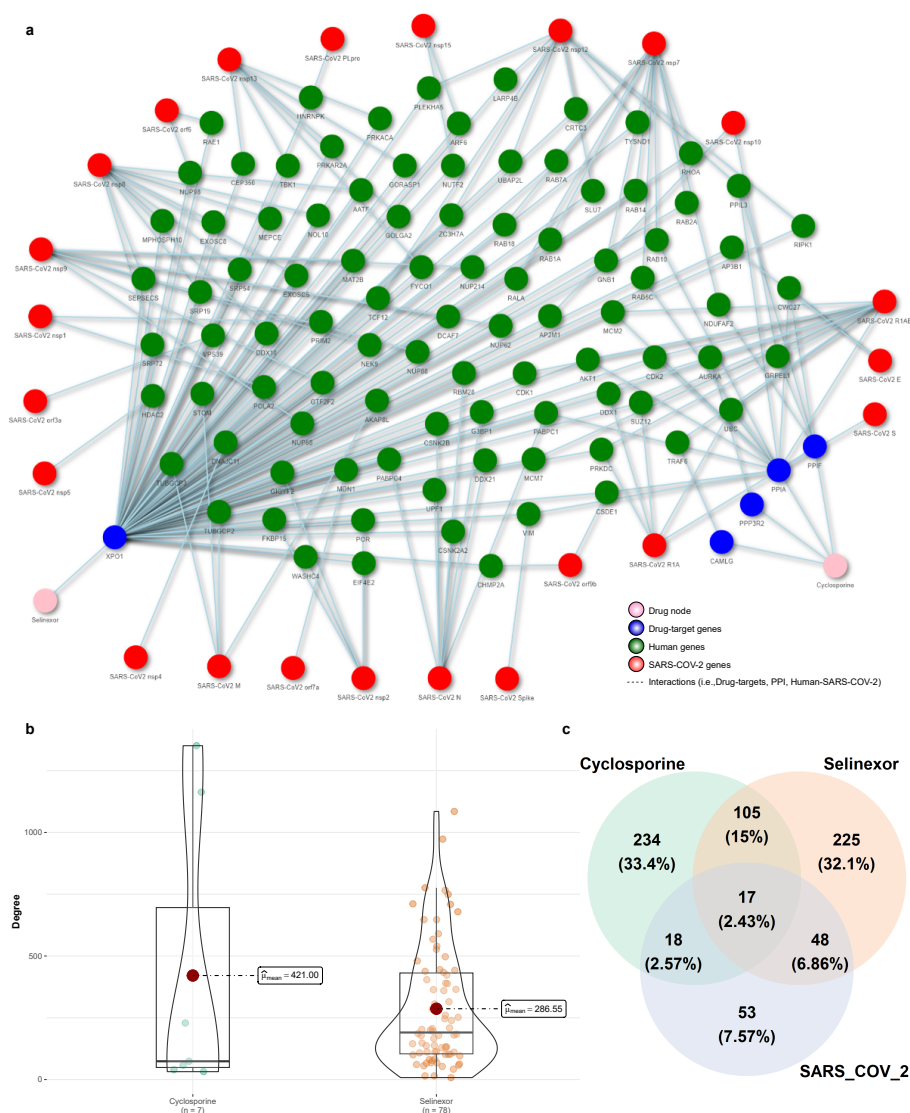 a
SARS-CoV2 PLpro
SARS-CoV2 nsp15
SARS-CoV2 nsp12
SARS-CoV2 nsp7
SARS-CoV2 nsp13
LARP4B
PLEKHA5
HNRNPK
CRTC3
SARS-CoV2 orf6
PRKACA
TYSND1
SARS-CoV2 nsp10
RAE1
ARF6
PRKAR2A
RHOA
SARS-CoV2 nsp8
NUP98
CEP350
TBK1
GORASP1
NUTF2
UBAP2L
RAB7A
PPIL3
AATF
SLU7
RAB14
RAB2A
MPHOSPH10
EXOSC8
MEPCE
NOL10
GOLGA2
ZC3H7A
RAB18
RIPK1
SARS-CoV2 nsp9
RAB1A
RAB10
AP3B1
SEPSECS
SRP54
EXOSC5
MAT2B
FYCO1
NUP214
RALA
GNB1
RAB5C
CWC27
SRP19
TCF12
SARS-CoV2 nsp1
PRIM2
DCAF7
NUP62
AP2M1
MCM2
NDUFAF2
SARS-CoV2 R1AB
SRP72
VPS39
DDX10
NEK9
NUP88
CDK2
AURKA
GRPEL1
SARS-CoV2 E
RBM28
CDK1
AKT1
SARS-CoV2 orf3a
HDAC2
STOM
POLA2
GTF2F2
AKAP8L
DDX1
SUZ12
UBC
SARS-CoV2 S
NUP58
CSNK2B
G3BP1
PABPC1
SARS-CoV2 nsp5
TUBGCP3
DNAJC11
GIGYF2
MDN1
PABPC4
DDX21
MCM7
PRKDC
TRAF6
PPIA
PPIF
TUBGCP2
FKBP15
POR
UPF1
VIM
CSDE1
PPP3R2
XPO1
CSNK2A2
WASHC4
EIF4E2
CHMP2A
SARS-CoV2 orf9b
SARS-CoV2 R1A
CAMLG
Cyclosporine
Selinexor
SARS-CoV2 nsp4
SARS-CoV2 M
SARS-CoV2 orf7a
SARS-CoV2 nsp2
SARS-CoV2 N
SARS-CoV2 Spike
Drug node
Drug-target genes
Human genes
SARS-COV-2 genes
Interactions (i.e.,Drug-targets, PPI, Human-SARS-COV-2)
b
Degree
1000
500
0
μ̂mean = 421.00
μ̂mean = 286.55
Cyclosporine
(n = 7)
Selinexor
(n = 78)
c
Cyclosporine
Selinexor
SARS_COV_2
234
(33.4%)
105
(15%)
225
(32.1%)
17
(2.43%)
18
(2.57%)
48
(6.86%)
53
(7.57%)